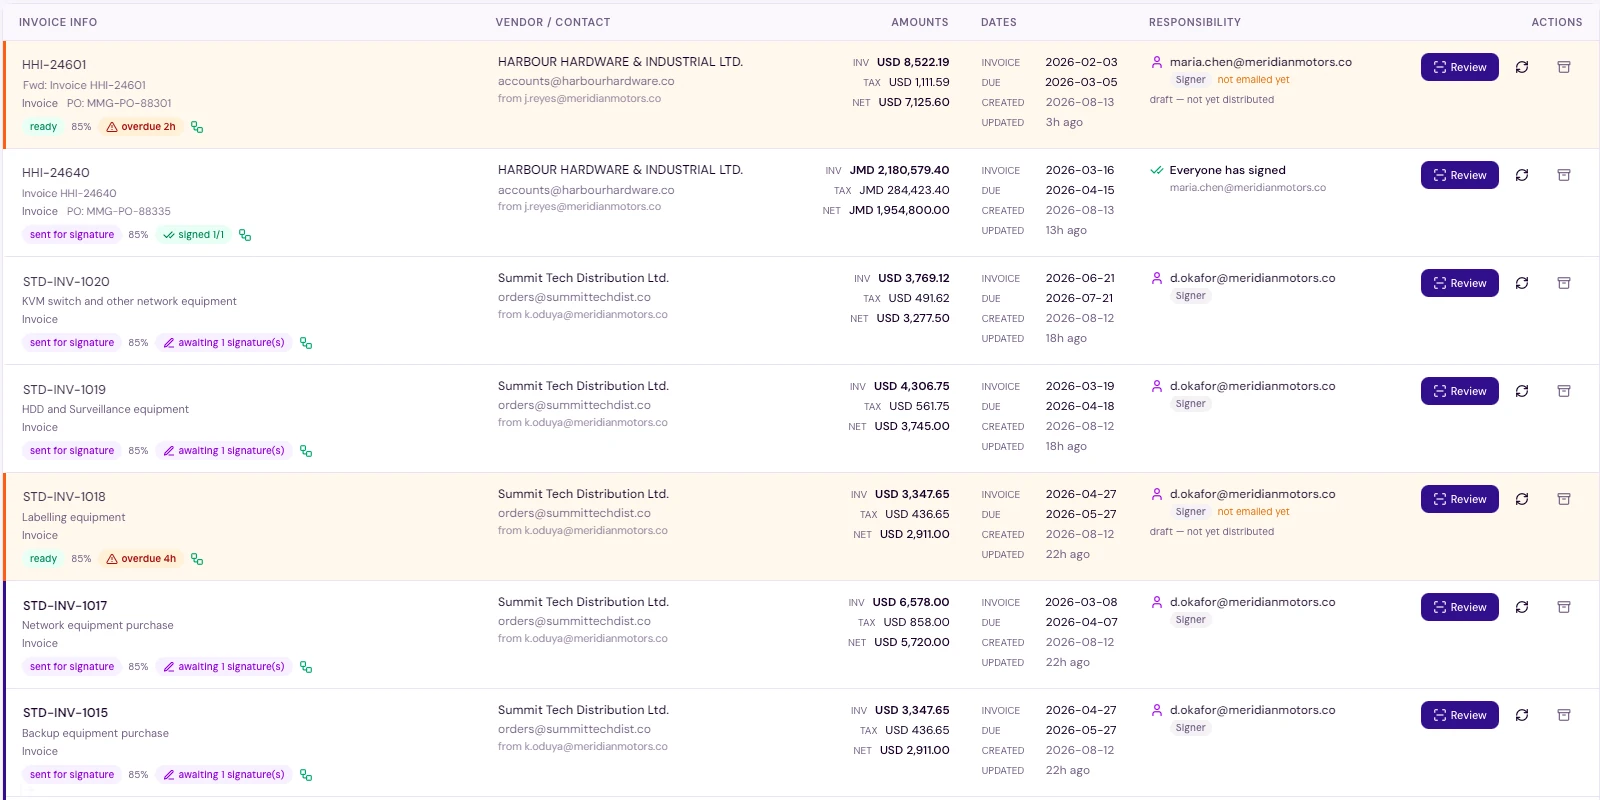 INVOICE INFO VENDOR / CONTACT AMOUNTS DATES RESPONSIBILITY ACTIONS
HHI-24601 HARBOUR HARDWARE & INDUSTRIAL LTD. INV USD 8,522.19 INVOICE 2026-02-03 maria.chen@meridianmotors.co Review
Fwd: Invoice HHI-24601 accounts@harbourhardware.co TAX USD 1,111.59 DUE 2026-03-05 Signer not emailed yet
Invoice PO: MMG-PO-88301 from j.reyes@meridianmotors.co NET USD 7,125.60 CREATED 2026-08-13 draft — not yet distributed
ready 85% overdue 2h UPDATED 3h ago
HHI-24640 HARBOUR HARDWARE & INDUSTRIAL LTD. INV JMD 2,180,579.40 INVOICE 2026-03-16 Everyone has signed Review
Invoice HHI-24640 accounts@harbourhardware.co TAX JMD 284,423.40 DUE 2026-04-15 maria.chen@meridianmotors.co
Invoice PO: MMG-PO-88335 from j.reyes@meridianmotors.co NET JMD 1,954,800.00 CREATED 2026-08-13
sent for signature 85% signed 1/1 UPDATED 13h ago
STD-INV-1020 Summit Tech Distribution Ltd. INV USD 3,769.12 INVOICE 2026-06-21 d.okafor@meridianmotors.co Review
KVM switch and other network equipment orders@summittechdist.co TAX USD 491.62 DUE 2026-07-21 Signer
Invoice from k.oduya@meridianmotors.co NET USD 3,277.50 CREATED 2026-08-12
sent for signature 85% awaiting 1 signature(s) UPDATED 18h ago
STD-INV-1019 Summit Tech Distribution Ltd. INV USD 4,306.75 INVOICE 2026-03-19 d.okafor@meridianmotors.co Review
HDD and Surveillance equipment orders@summittechdist.co TAX USD 561.75 DUE 2026-04-18 Signer
Invoice from k.oduya@meridianmotors.co NET USD 3,745.00 CREATED 2026-08-12
sent for signature 85% awaiting 1 signature(s) UPDATED 18h ago
STD-INV-1018 Summit Tech Distribution Ltd. INV USD 3,347.65 INVOICE 2026-04-27 d.okafor@meridianmotors.co Review
Labelling equipment orders@summittechdist.co TAX USD 436.65 DUE 2026-05-27 Signer not emailed yet
Invoice from k.oduya@meridianmotors.co NET USD 2,911.00 CREATED 2026-08-12 draft — not yet distributed
ready 85% overdue 4h UPDATED 22h ago
STD-INV-1017 Summit Tech Distribution Ltd. INV USD 6,578.00 INVOICE 2026-03-08 d.okafor@meridianmotors.co Review
Network equipment purchase orders@summittechdist.co TAX USD 858.00 DUE 2026-04-07 Signer
Invoice from k.oduya@meridianmotors.co NET USD 5,720.00 CREATED 2026-08-12
sent for signature 85% awaiting 1 signature(s) UPDATED 22h ago
STD-INV-1015 Summit Tech Distribution Ltd. INV USD 3,347.65 INVOICE 2026-04-27 d.okafor@meridianmotors.co Review
Backup equipment purchase orders@summittechdist.co TAX USD 436.65 DUE 2026-05-27 Signer
Invoice from k.oduya@meridianmotors.co NET USD 2,911.00 CREATED 2026-08-12
sent for signature 85% awaiting 1 signature(s) UPDATED 22h ago